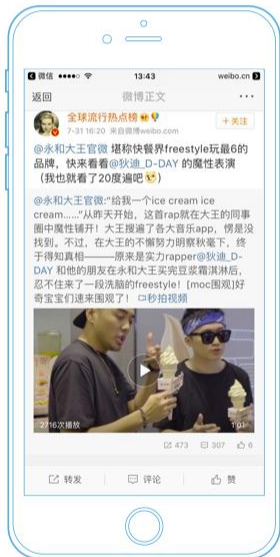 微信 13:43 weibo.cn
返回 微博正文 ...
全球流行热点榜
7-31 16:20 来自微博weibo.com
+关注
@永和大王官微 堪称快餐界freestyle玩最6的
品牌，快来看看@狄迪_D-DAY 的魔性表演
（我也就看了20度遍吧）
@永和大王官微:“给我一个ice cream ice
cream……”从昨天开始，这首rap就在大王的同事
圈中魔性铺开！大王搜遍了各大音乐app，愣是没
找到。不过，在大王的不懈努力明察秋毫下，终
于得知真相————原来是实力rapper@狄迪_D-
DAY 和他的朋友在永和大王买完豆浆霜淇淋后，
忍不住来了一段洗脑的freestyle！[moc围观]好
奇宝宝们速来围观了！ 秒拍视频
2716次播放 1:01
473 307 6
转发 评论 赞